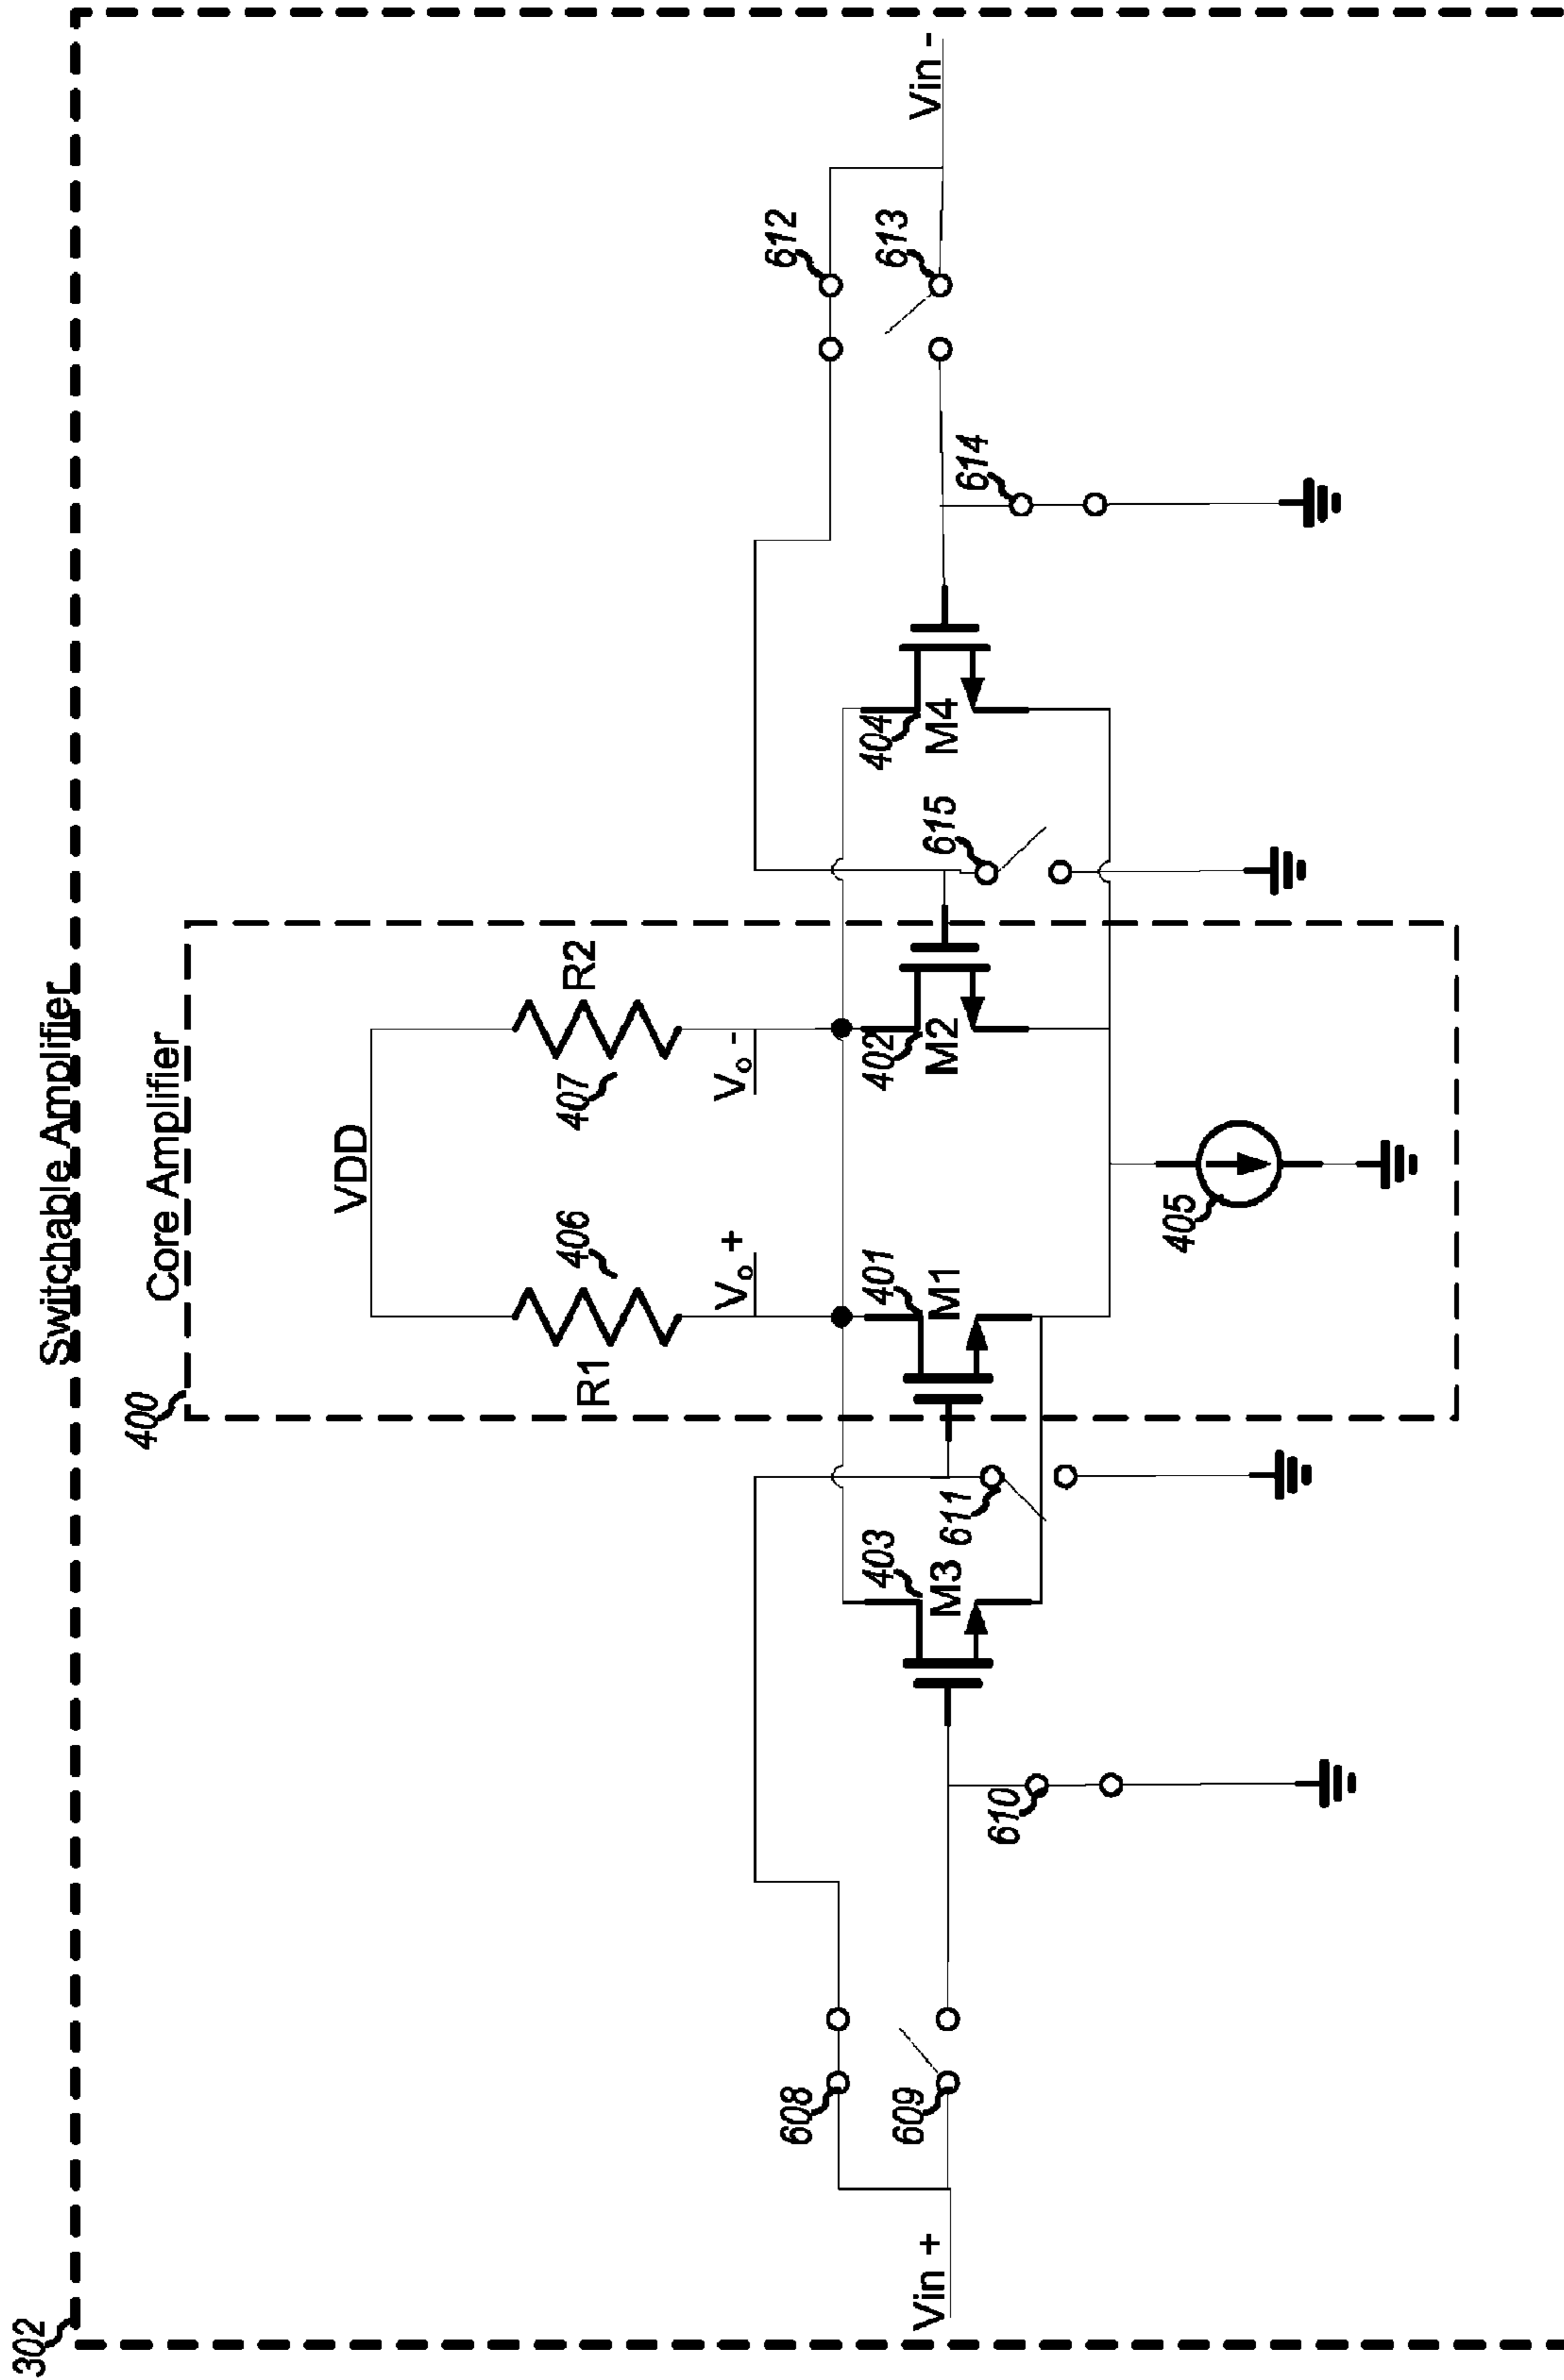 302
Switchable Amplifier
400
Core Amplifier
VDD
R1
406
407
R2
Vo +
Vo -
608
612
609
613
Vin +
Vin -
403
M3
401
M1
402
M2
404
M4
611
615
614
610
405